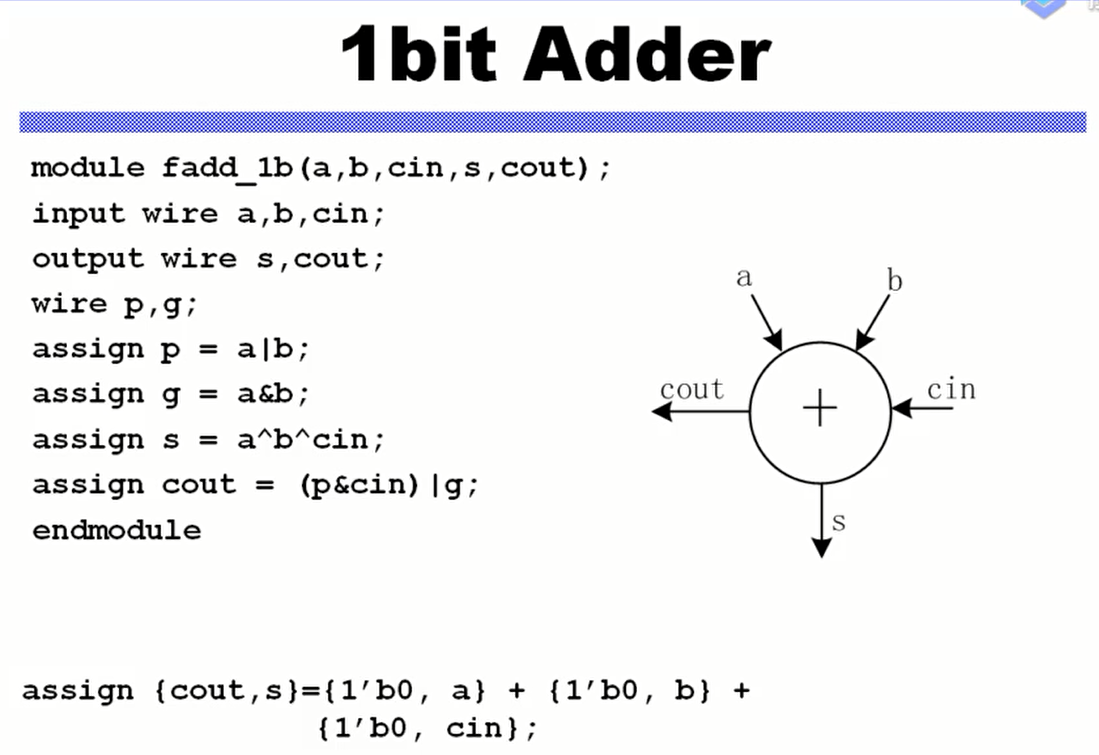 1bit Adder
module fadd_1b(a,b,cin,s,cout);
input wire a,b,cin;
output wire s,cout;
wire p,g;
assign p = a|b;
assign g = a&b;
assign s = a^b^cin;
assign cout = (p&cin)|g;
endmodule
a
b
cout
+
cin
s
assign {cout,s}={1′b0, a} + {1′b0, b} +
{1′b0, cin};